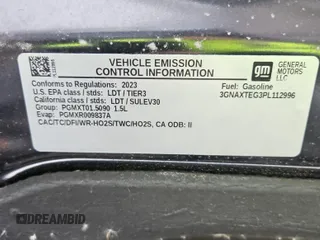 VEHICLE EMISSION
CONTROL INFORMATION
gm
GENERAL
MOTORS
LLC
Conforms to Regulations: 2023
U.S. EPA class / stds: LDT / TIER3
California class / stds: LDT / SULEV30
Group: PGMXT01.5090 1.5L
Evap: PGMXR009837A
CAC/TC/DFI/WR-HO2S/TWC/HO2S, CA ODB: II
Fuel: Gasoline
3GNAXTEG3PL112996
DREAMBID